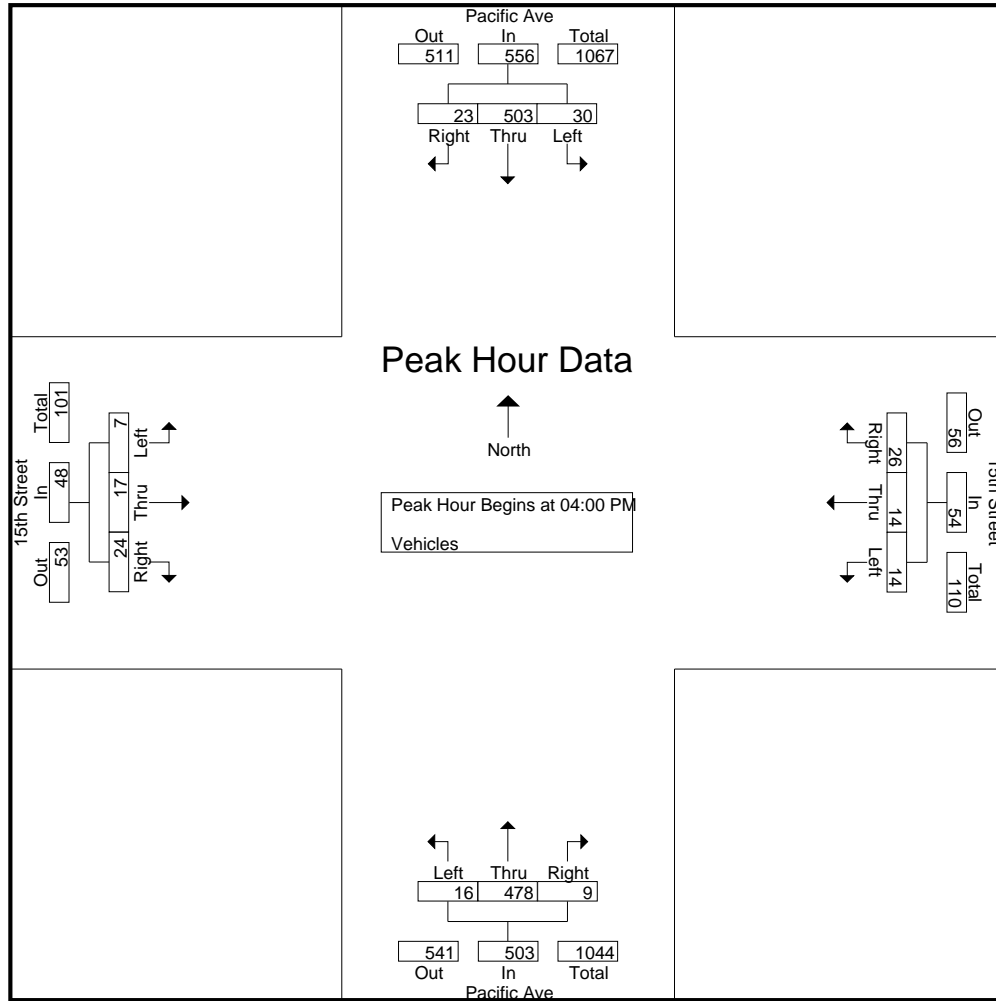 Pacific Ave
Out In Total
511 556 1067
23 503 30
Right Thru Left
Peak Hour Data
North
Peak Hour Begins at 04:00 PM
Vehicles
15th Street
Total In Out
101 48 53
7 17 24
Left Thru Right
15th Street
Out In Total
56 54 110
26 14 14
Right Thru Left
Left Thru Right
16 478 9
541 503 1044
Out In Total
Pacific Ave